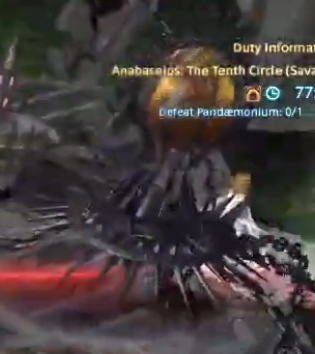 Duty Informat
Anabaseios: The Tenth Circle (Sava
77:
Defeat Pandæmonium: 0/1